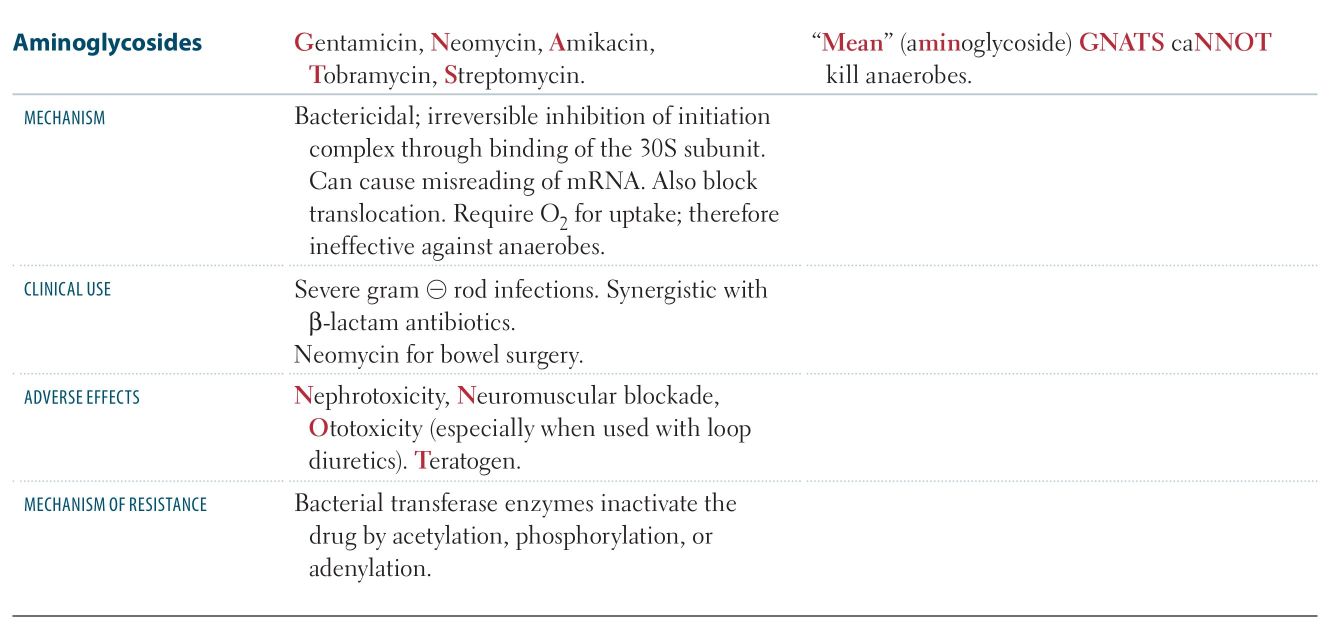 Aminoglycosides
Gentamicin, Neomycin, Amikacin,
Tobramycin, Streptomycin.
“Mean” (aminoglycoside) GNATS caNNOT
kill anaerobes.
MECHANISM
Bactericidal; irreversible inhibition of initiation
complex through binding of the 30S subunit.
Can cause misreading of mRNA. Also block
translocation. Require O₂ for uptake; therefore
ineffective against anaerobes.
CLINICAL USE
Severe gram ⊖ rod infections. Synergistic with
β-lactam antibiotics.
Neomycin for bowel surgery.
ADVERSE EFFECTS
Nephrotoxicity, Neuromuscular blockade,
Ototoxicity (especially when used with loop
diuretics). Teratogen.
MECHANISM OF RESISTANCE
Bacterial transferase enzymes inactivate the
drug by acetylation, phosphorylation, or
adenylation.